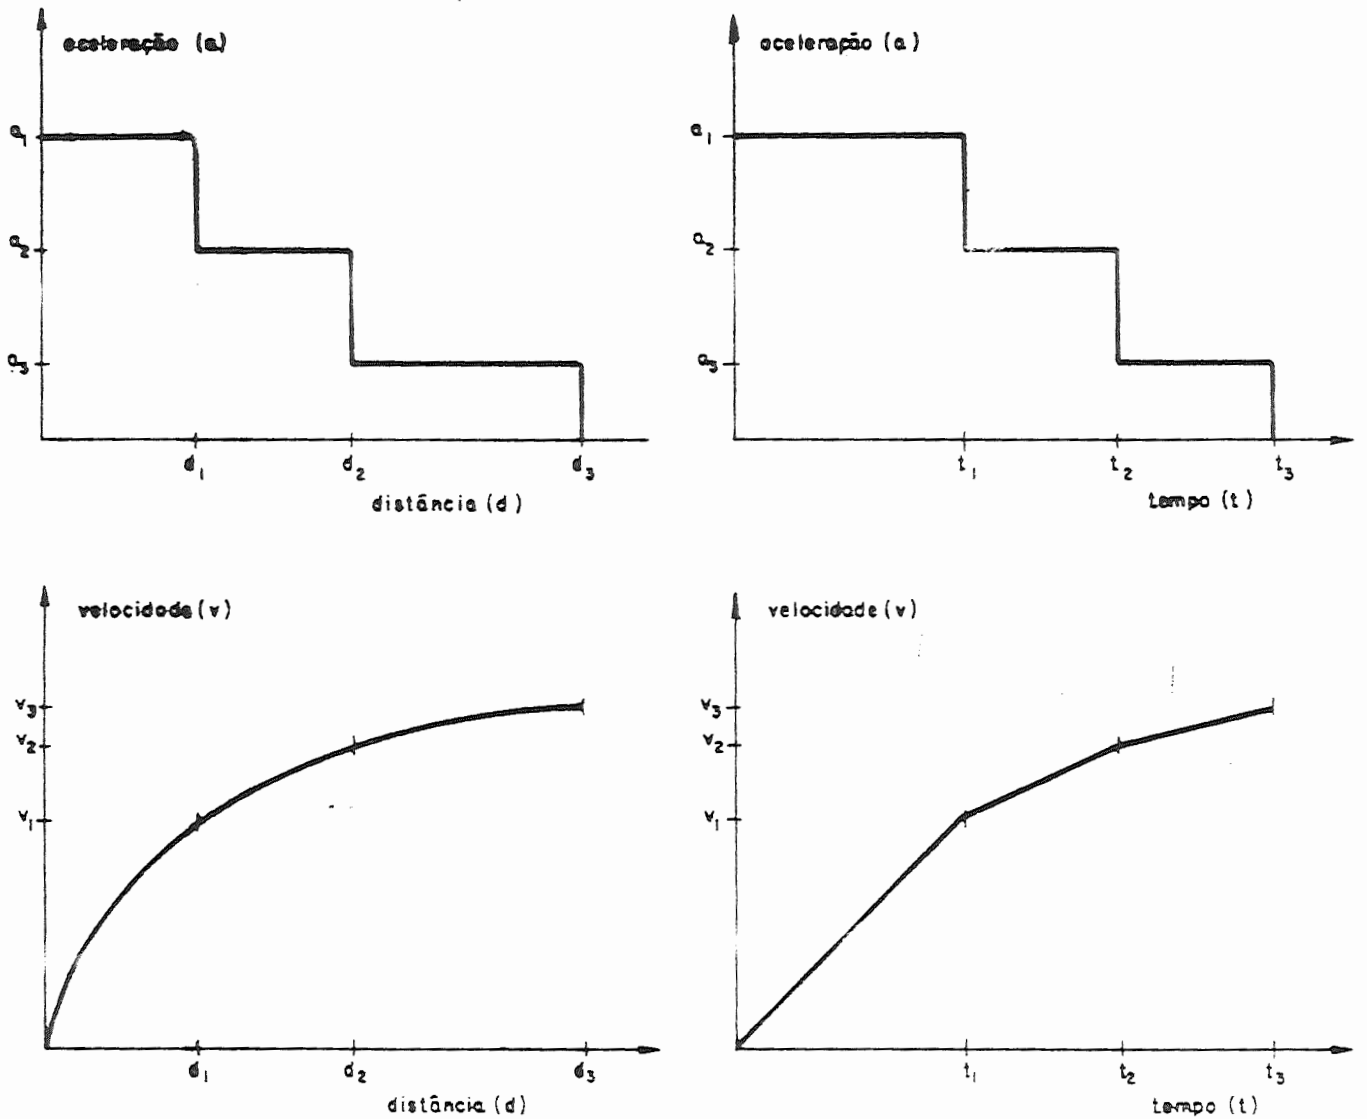 aceleração (a)
a1
a2
a3
d1 d2 d3
distância (d)
aceleração (a)
a1
a2
a3
t1 t2 t3
tempo (t)
velocidade (v)
v3
v2
v1
d1 d2 d3
distância (d)
velocidade (v)
v3
v2
v1
t1 t2 t3
tempo (t)